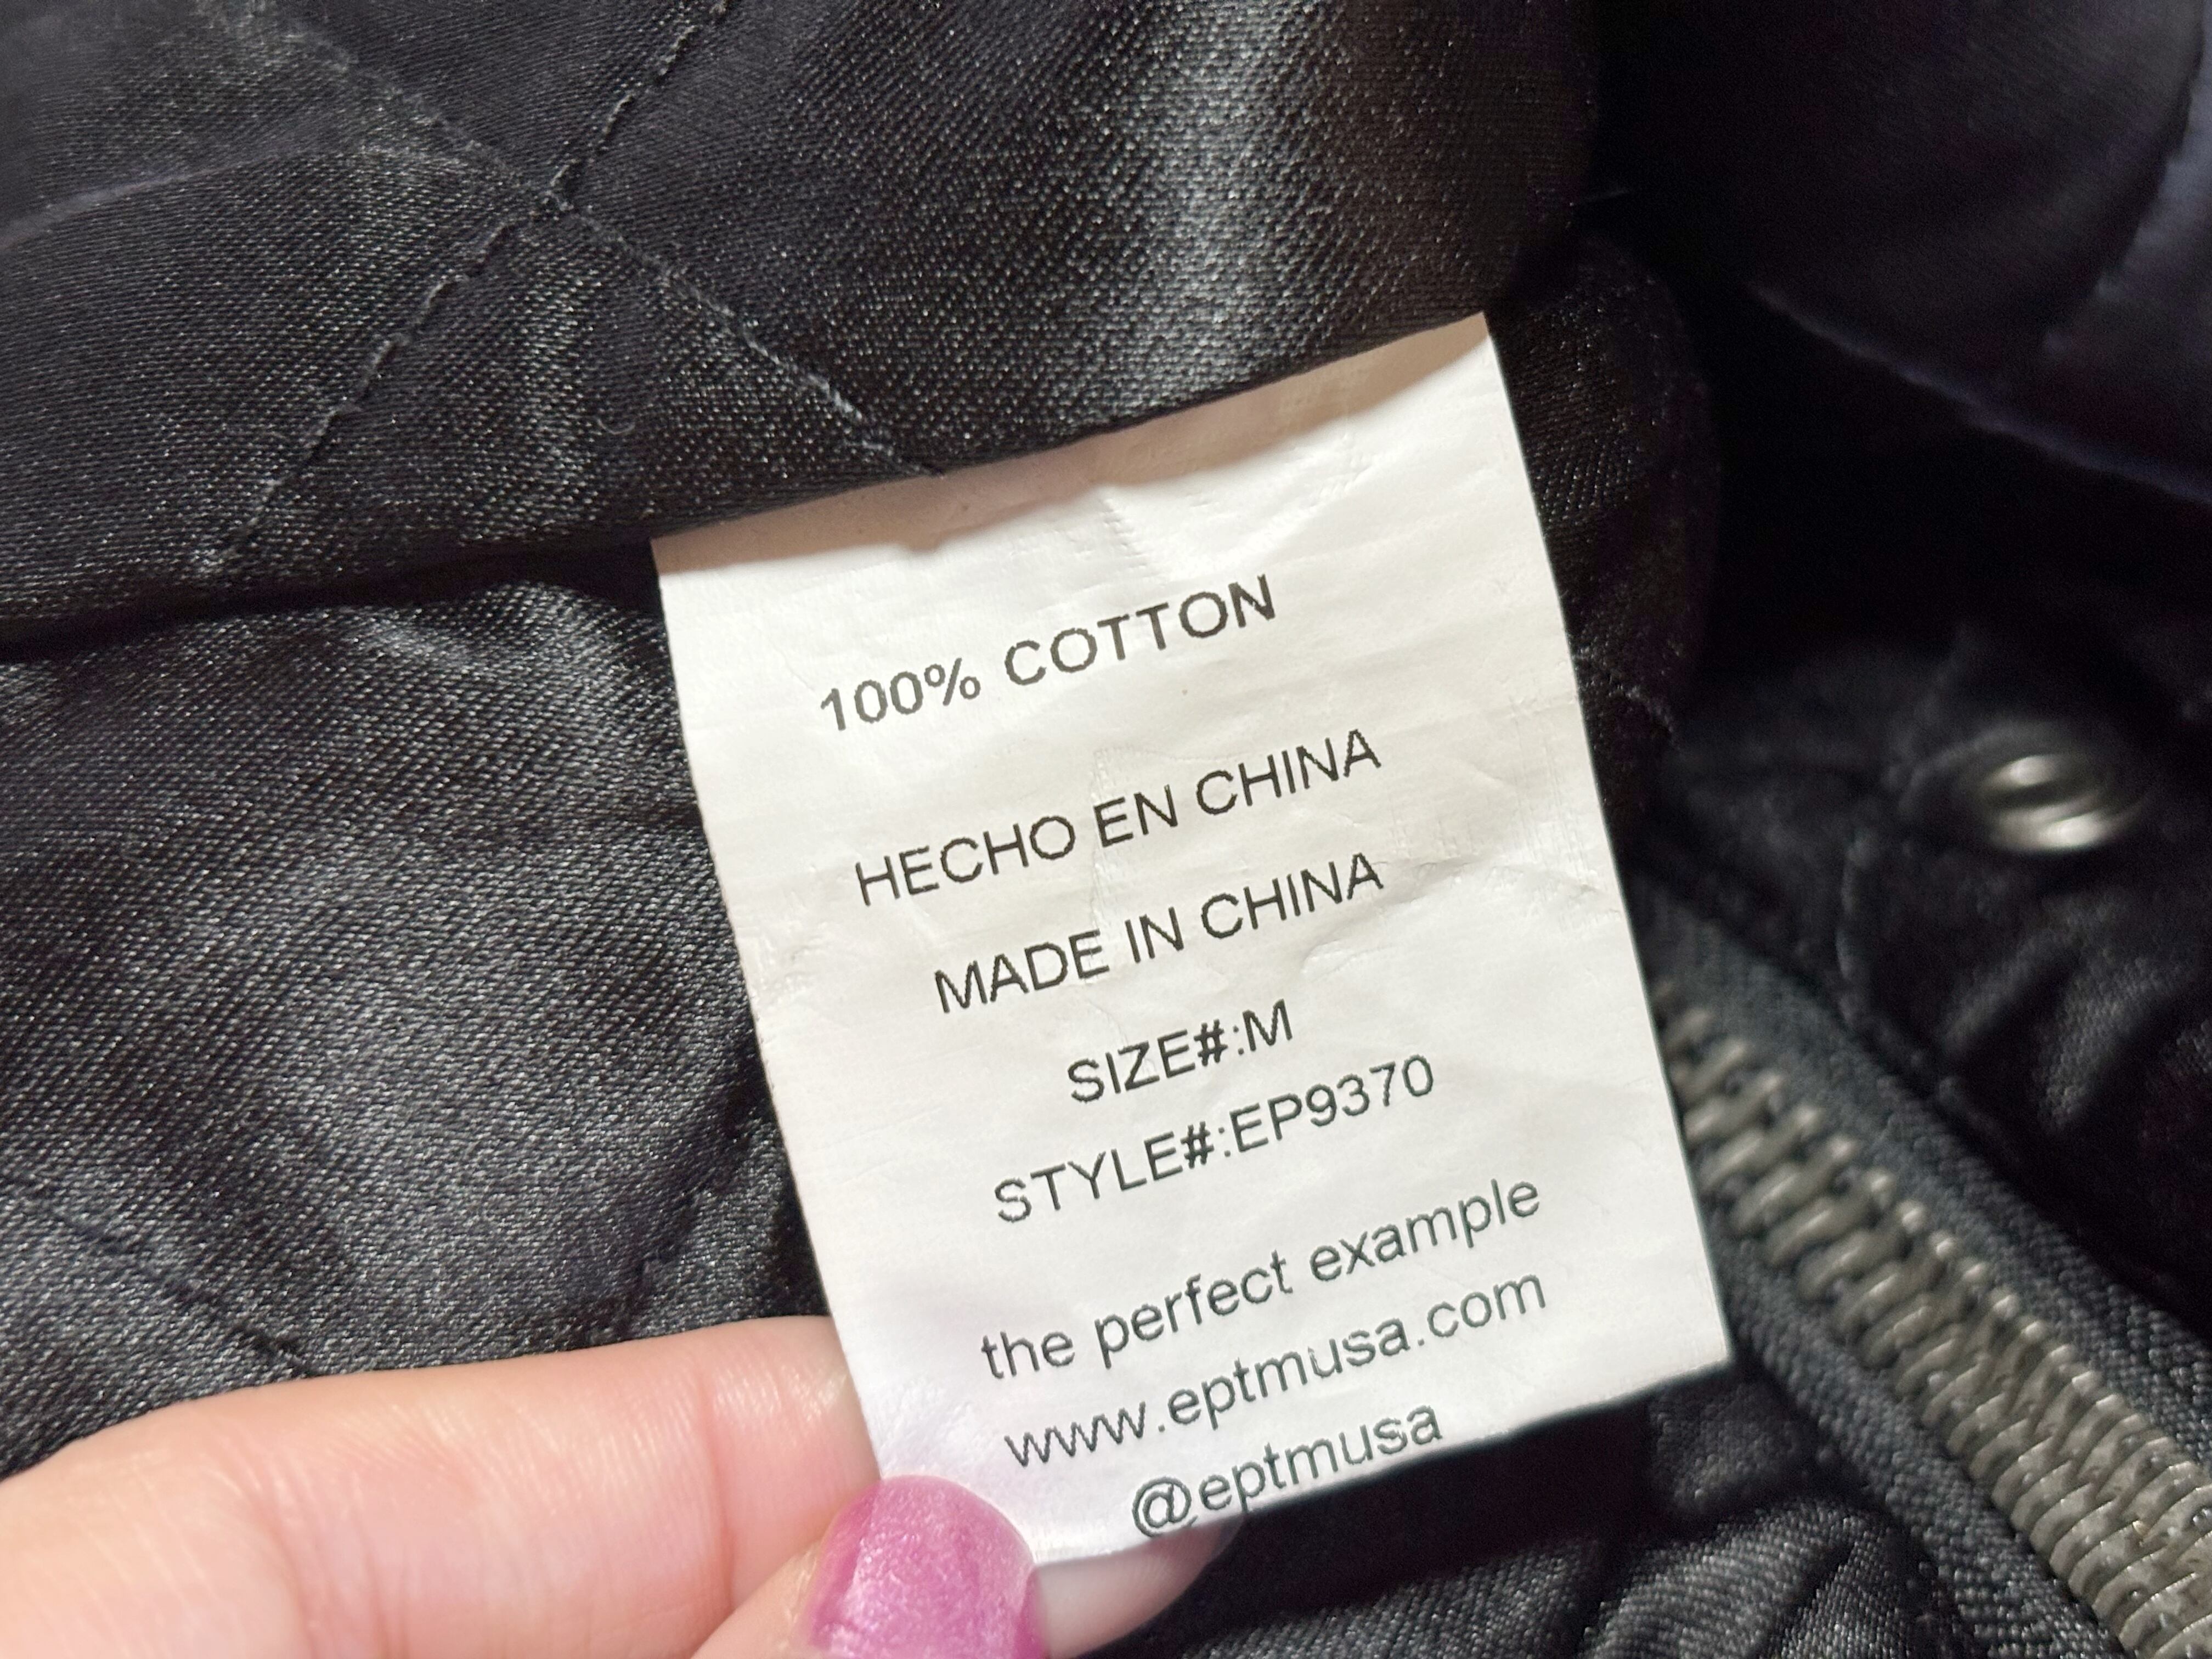 100% COTTON
HECHO EN CHINA
MADE IN CHINA
SIZE#:M
STYLE#:EP9370
the perfect example
www.eptmusa.com
@eptmusa